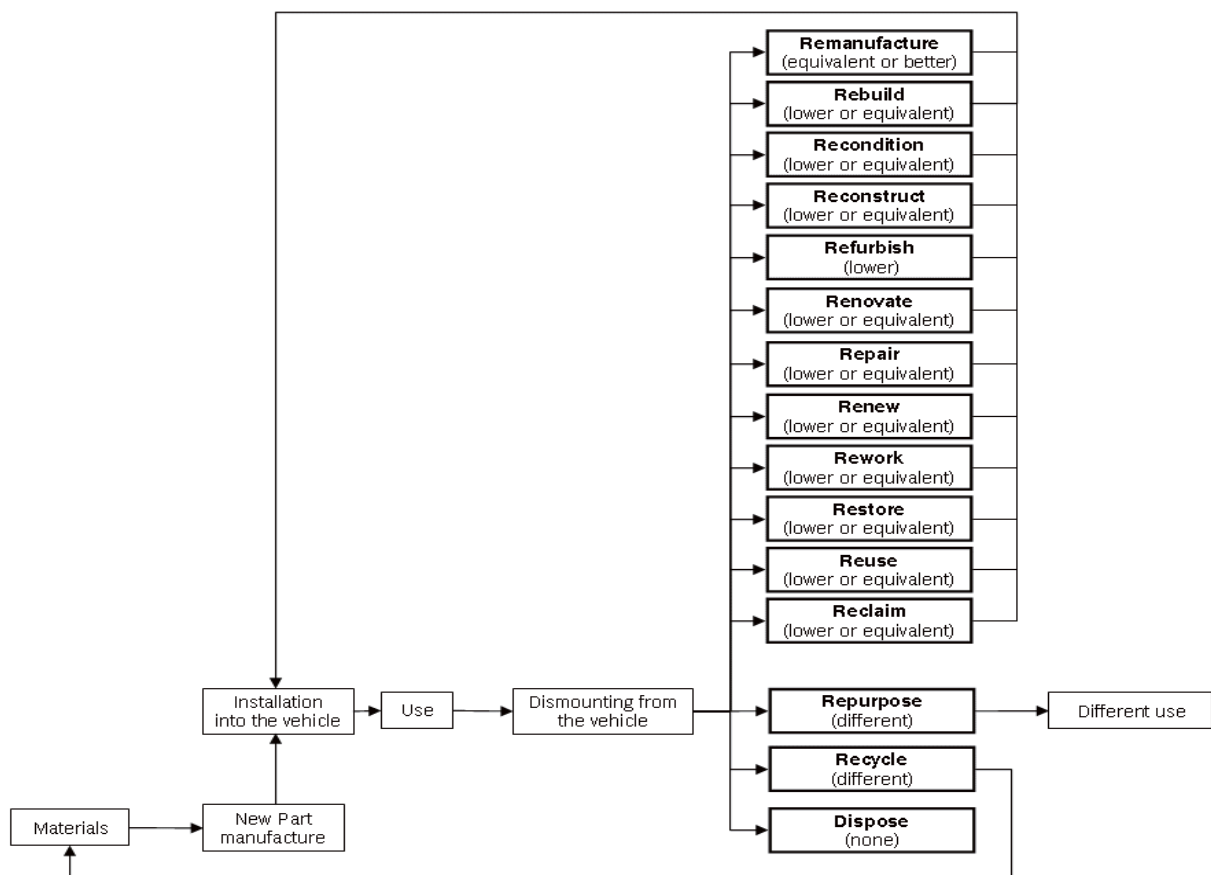 Remanufacture
(equivalent or better)
Rebuild
(lower or equivalent)
Recondition
(lower or equivalent)
Reconstruct
(lower or equivalent)
Refurbish
(lower)
Renovate
(lower or equivalent)
Repair
(lower or equivalent)
Renew
(lower or equivalent)
Rework
(lower or equivalent)
Restore
(lower or equivalent)
Reuse
(lower or equivalent)
Reclaim
(lower or equivalent)
Installation
into the vehicle
Use
Dismounting from
the vehicle
Repurpose
(different)
Different use
Recycle
(different)
Materials
New Part
manufacture
Dispose
(none)